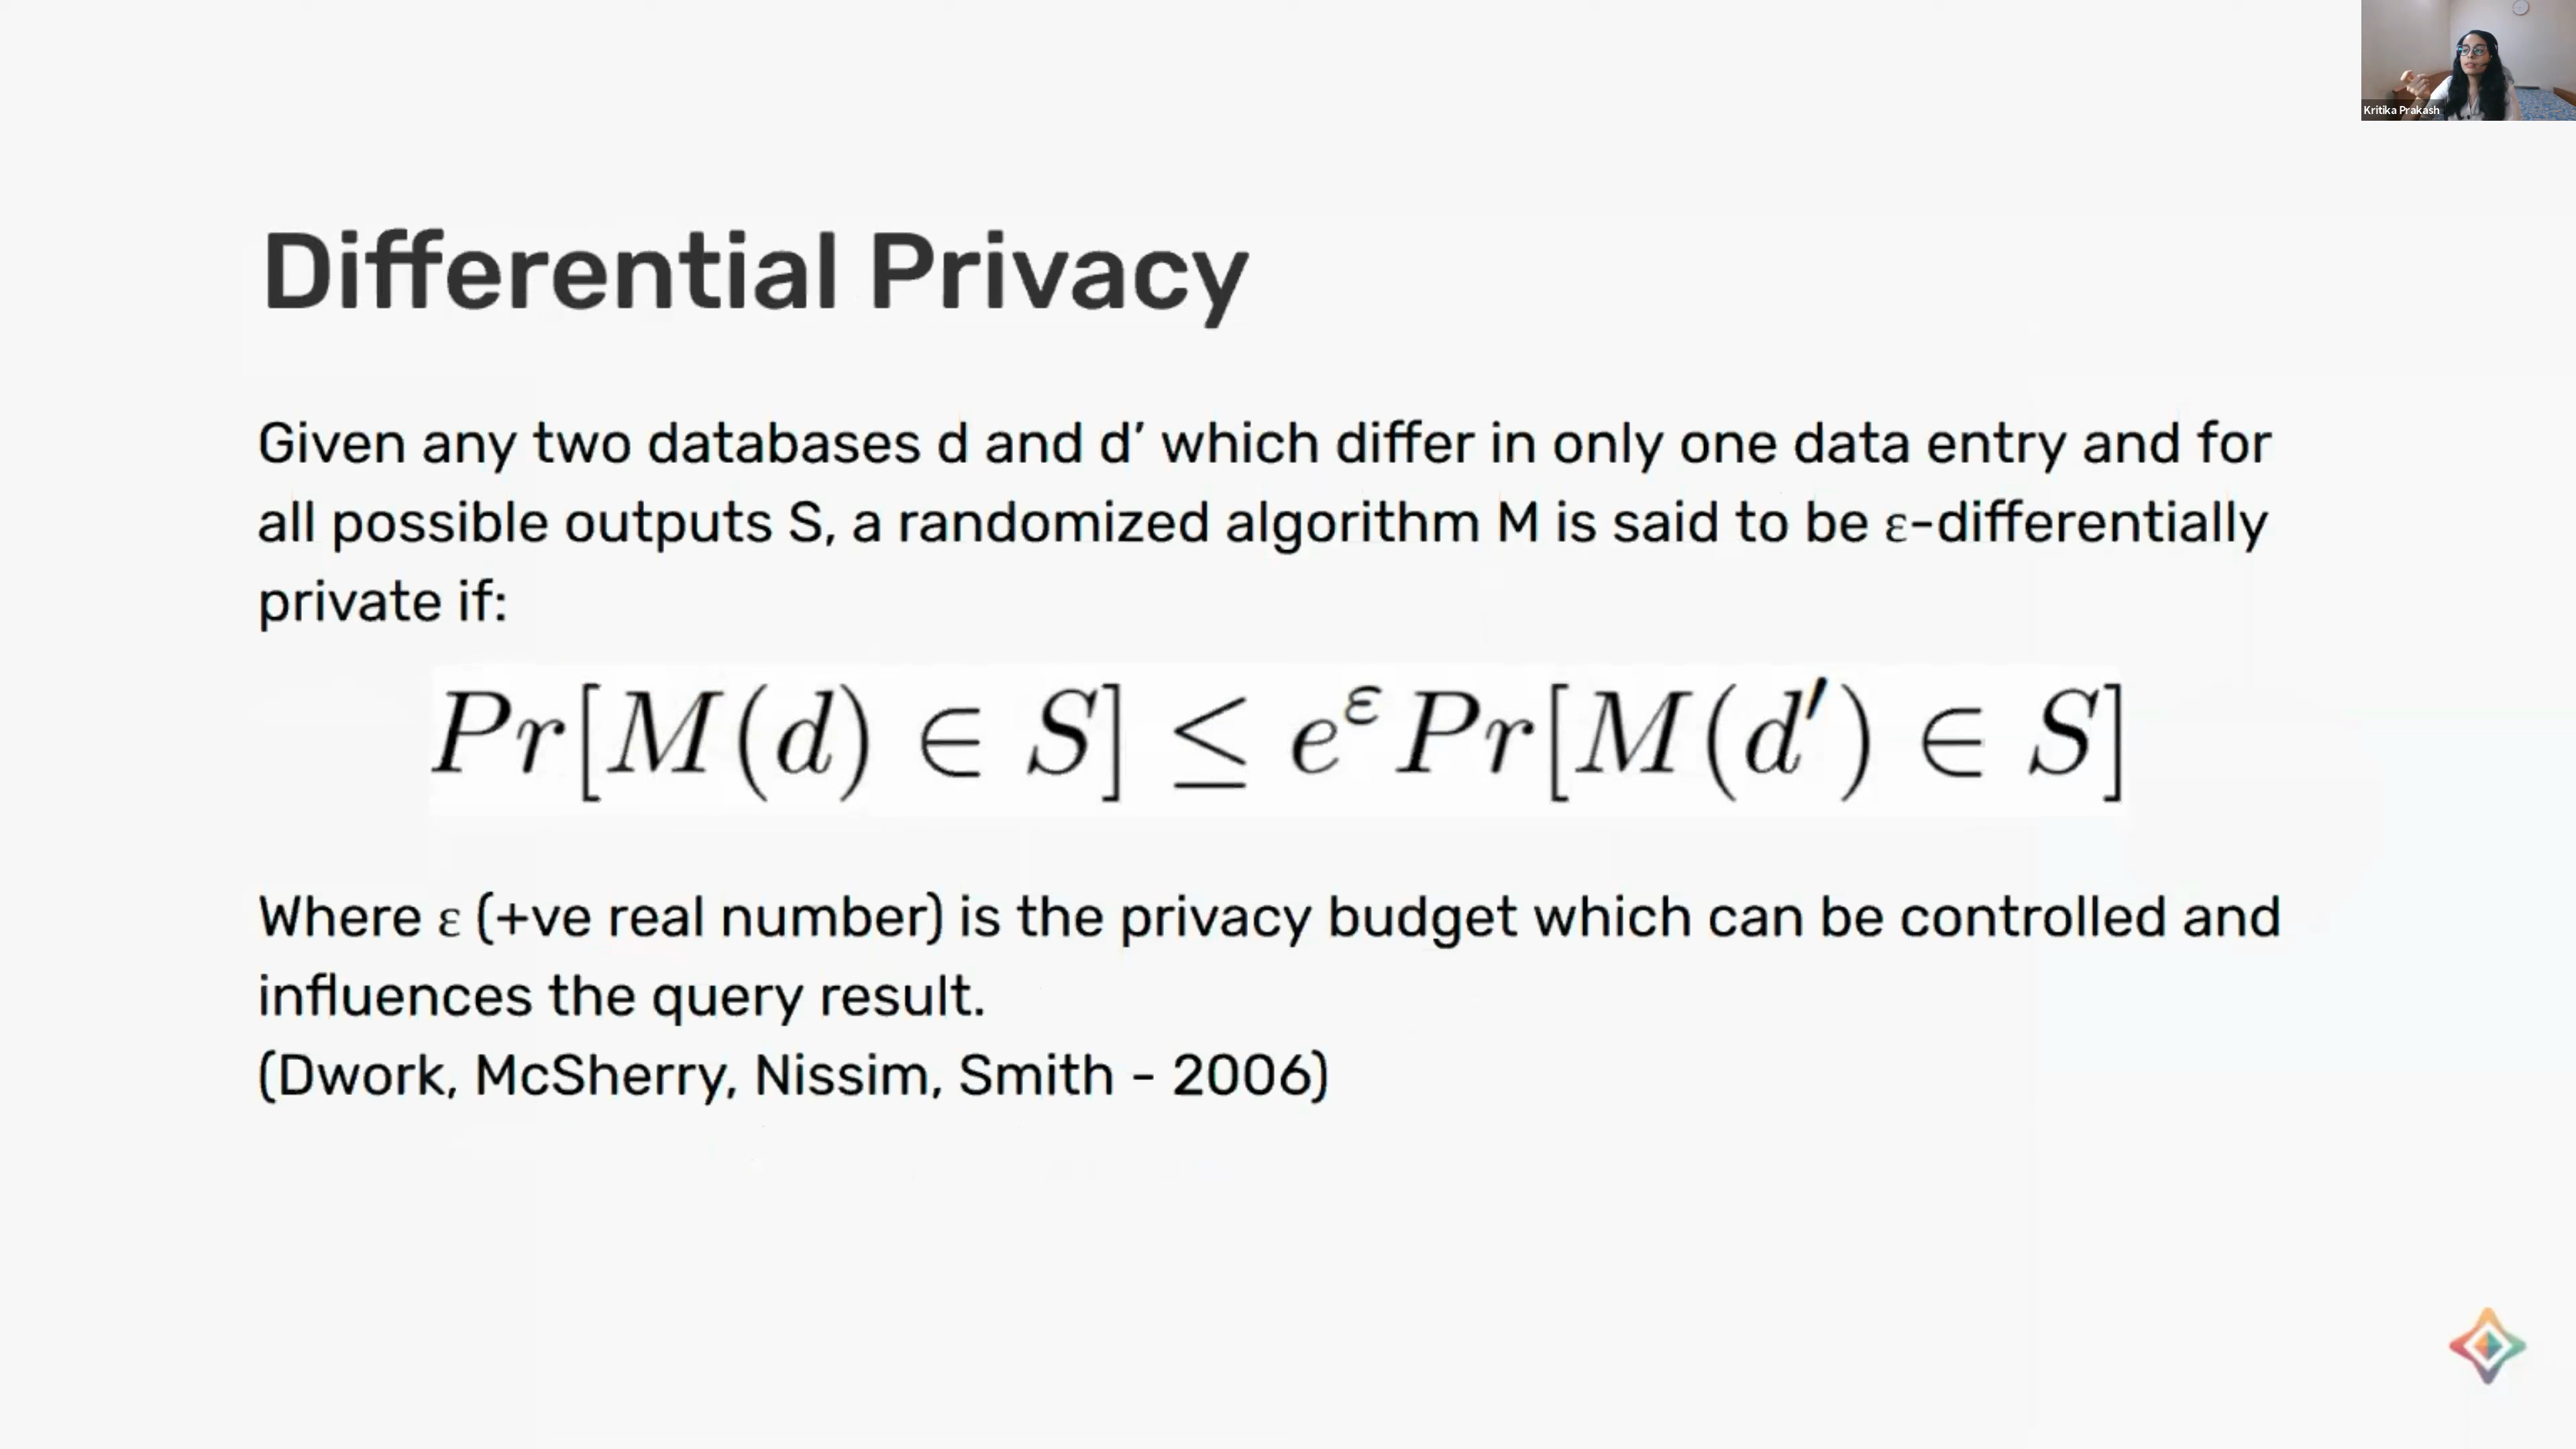 Kritika Prakash
Differential Privacy
Given any two databases d and d’ which differ in only one data entry and for
all possible outputs S, a randomized algorithm M is said to be ε-differentially
private if:
Pr[M(d) ∈ S] ≤ e^ε Pr[M(d′) ∈ S]
Where ε (+ve real number) is the privacy budget which can be controlled and
influences the query result.
(Dwork, McSherry, Nissim, Smith - 2006)